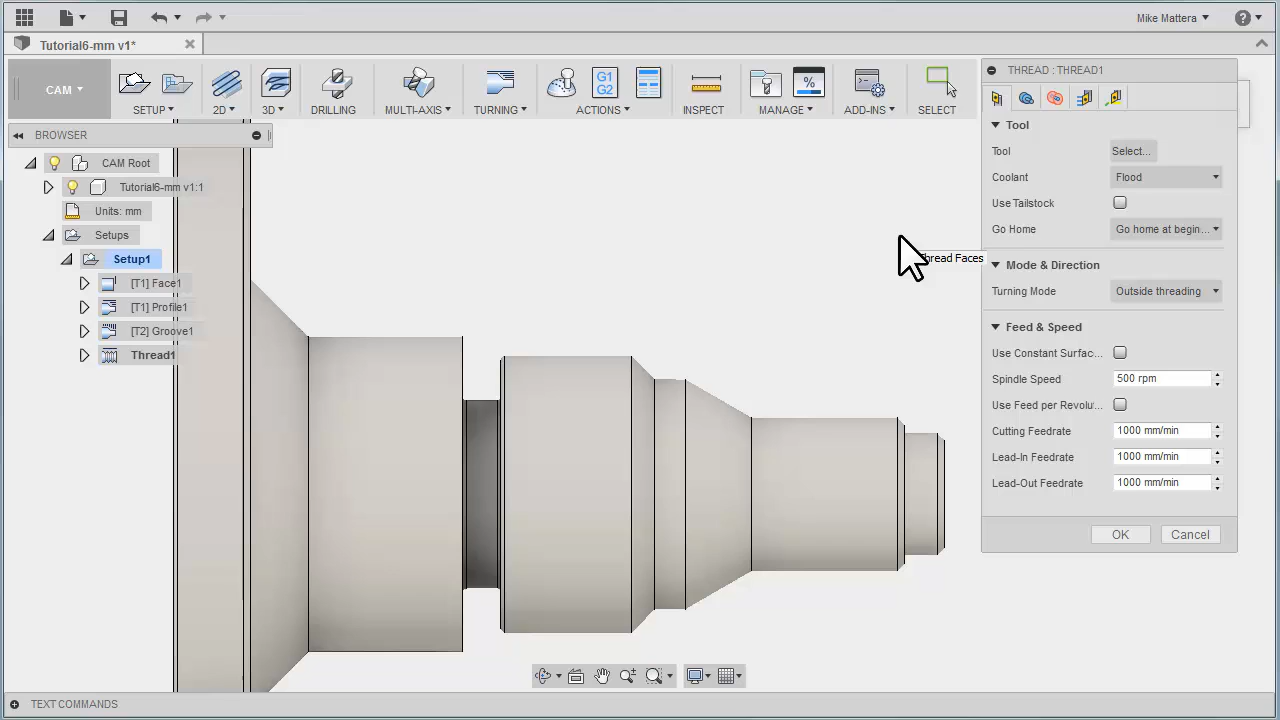 Mike Mattera
Tutorial6-mm v1*
CAM
SETUP
2D
3D
DRILLING
MULTI-AXIS
TURNING
G1
G2
ACTIONS
INSPECT
%
MANAGE
ADD-INS
SELECT
BROWSER
CAM Root
Tutorial6-mm v1:1
Units: mm
Setups
Setup1
[T1] Face1
[T1] Profile1
[T2] Groove1
Thread1
Faces
THREAD : THREAD1
Tool
Tool Select...
Coolant Flood
Use Tailstock
Go Home Go home at begin...
Mode & Direction
Turning Mode Outside threading
Feed & Speed
Use Constant Surfac...
Spindle Speed 500 rpm
Use Feed per Revolu...
Cutting Feedrate 1000 mm/min
Lead-In Feedrate 1000 mm/min
Lead-Out Feedrate 1000 mm/min
OK Cancel
TEXT COMMANDS